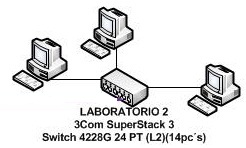 LABORATORIO 2
3Com SuperStack 3
Switch 4228G 24 PT (L2)(14pc´s)